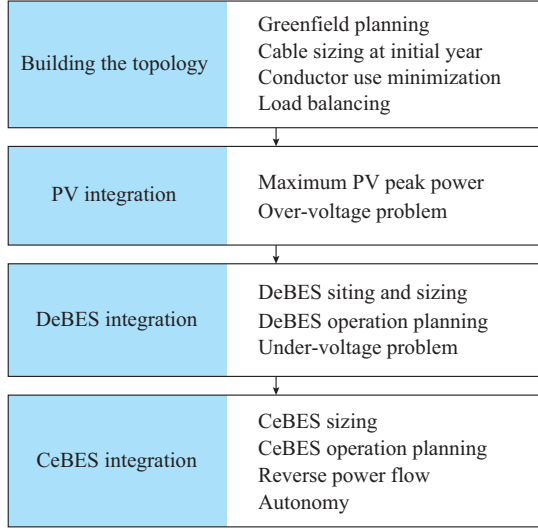 Building the topology
Greenfield planning
Cable sizing at initial year
Conductor use minimization
Load balancing
PV integration
Maximum PV peak power
Over-voltage problem
DeBES integration
DeBES siting and sizing
DeBES operation planning
Under-voltage problem
CeBES integration
CeBES sizing
CeBES operation planning
Reverse power flow
Autonomy